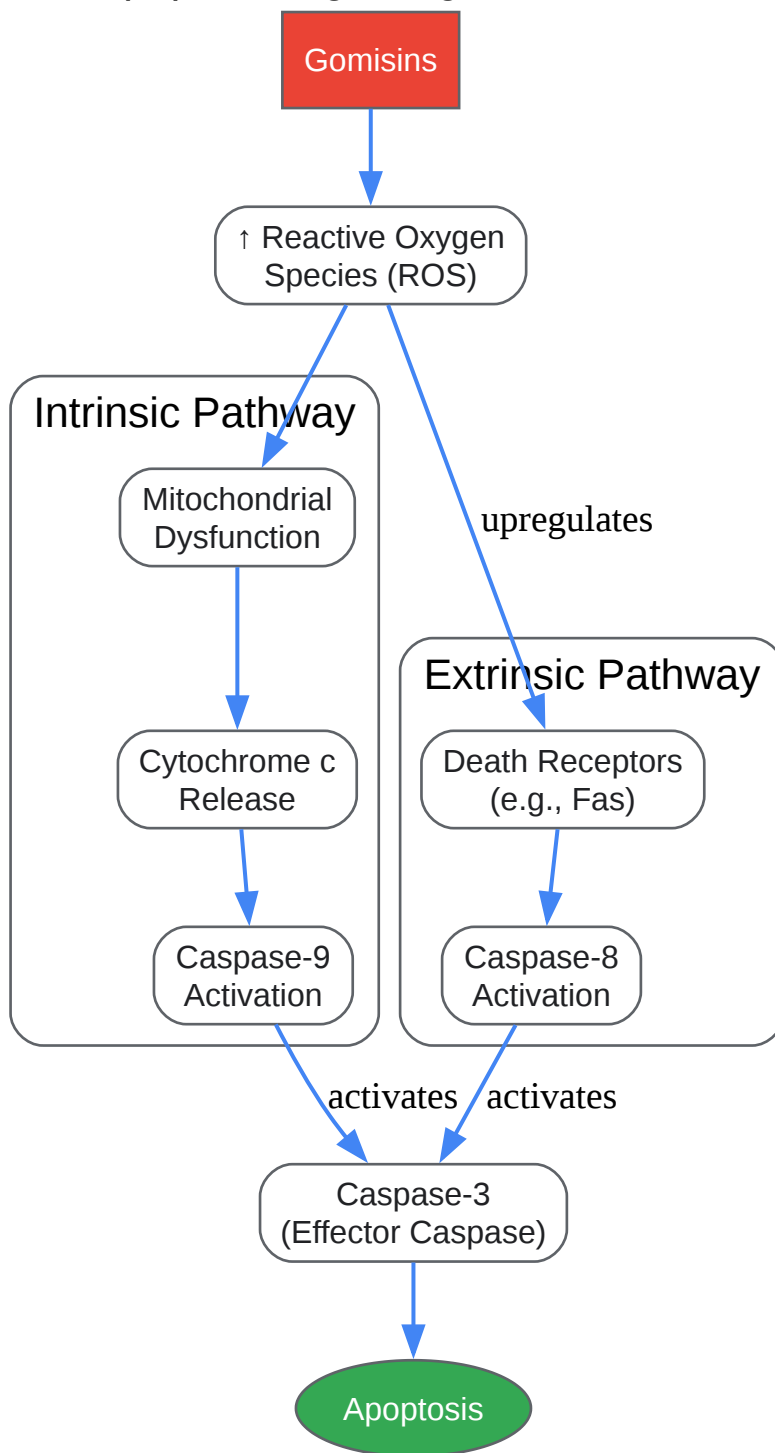 Gomisins
↑ Reactive Oxygen
Species (ROS)
Intrinsic Pathway
Mitochondrial
Dysfunction
upregulates
Extrinsic Pathway
Cytochrome c
Release
Death Receptors
(e.g., Fas)
Caspase-9
Activation
Caspase-8
Activation
activates
activates
Caspase-3
(Effector Caspase)
Apoptosis